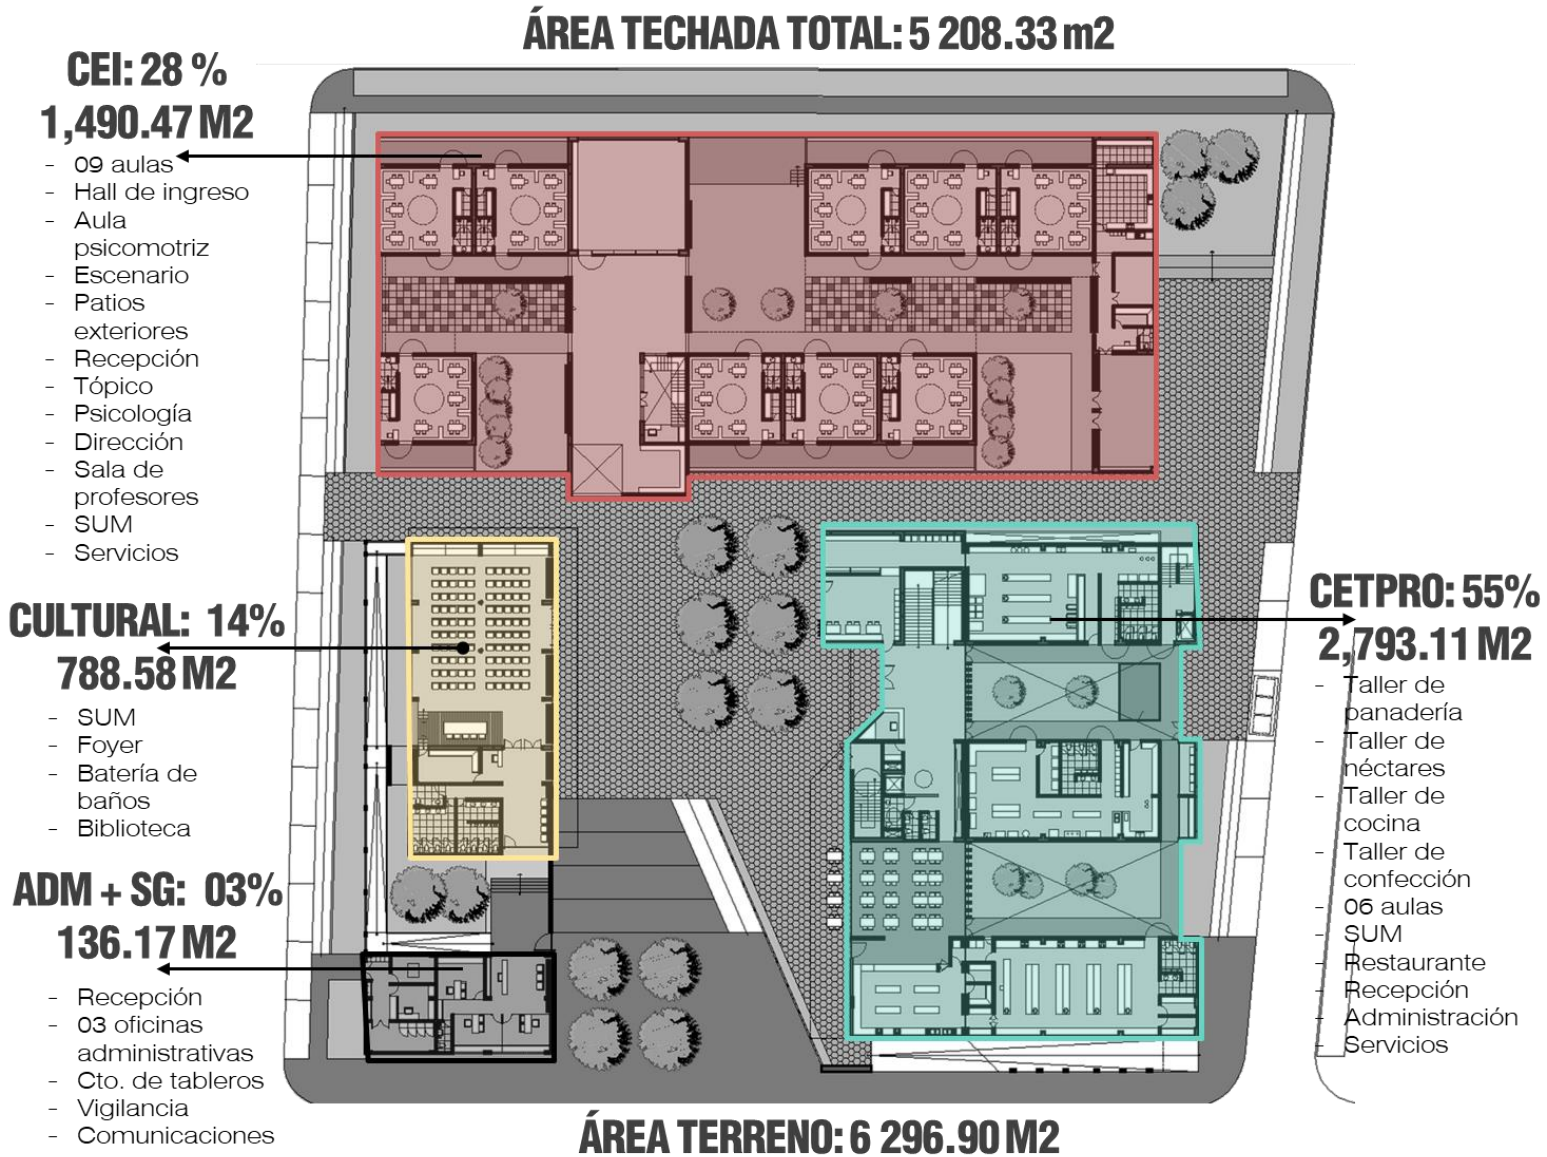 ÁREA TECHADA TOTAL: 5 208.33 m2
CEI: 28 %
1,490.47 M2
- 09 aulas
- Hall de ingreso
- Aula
psicomotriz
- Escenario
- Patios
exteriores
- Recepción
- Tópico
- Psicología
- Dirección
- Sala de
profesores
- SUM
- Servicios
CULTURAL: 14%
788.58 M2
- SUM
- Foyer
- Batería de
baños
- Biblioteca
ADM + SG: 03%
136.17 M2
- Recepción
- 03 oficinas
administrativas
- Cto. de tableros
- Vigilancia
- Comunicaciones
CETPRO: 55%
2,793.11 M2
- Taller de
panadería
- Taller de
néctares
- Taller de
cocina
- Taller de
confección
- 06 aulas
- SUM
- Restaurante
- Recepción
- Administración
- Servicios
ÁREA TERRENO: 6 296.90 M2